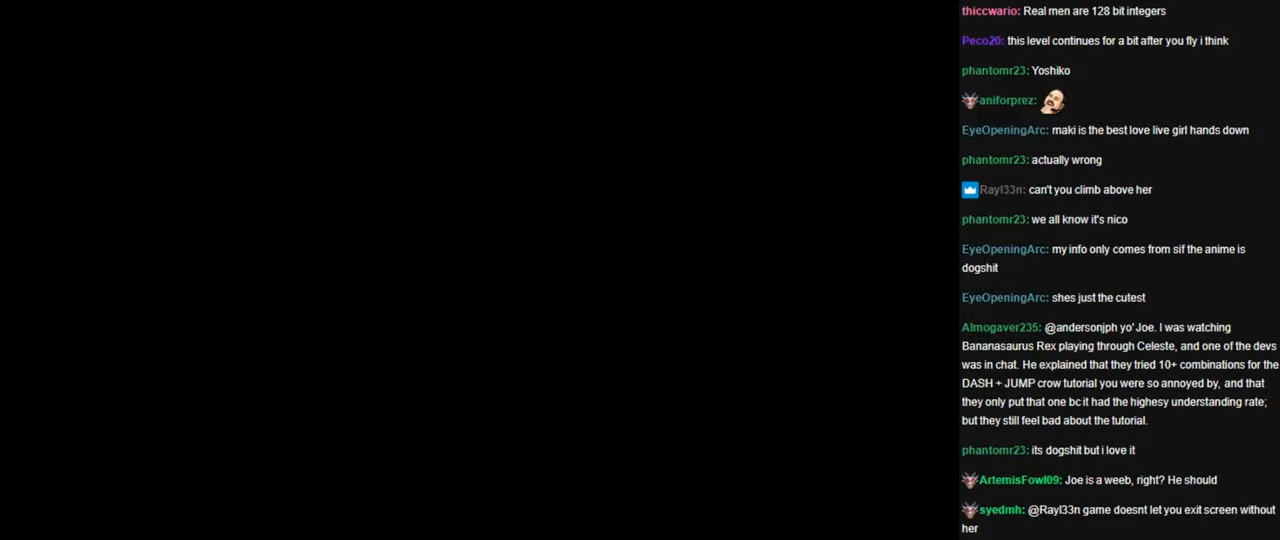 thiccwario: Real men are 128 bit integers
Peco20: this level continues for a bit after you fly i think
phantomr23: Yoshiko
aniforprez:
EyeOpeningArc: maki is the best love live girl hands down
phantomr23: actually wrong
Rayl33n: can't you climb above her
phantomr23: we all know it's nico
EyeOpeningArc: my info only comes from sif the anime is
dogshit
EyeOpeningArc: shes just the cutest
Almogaver235: @andersonjph yo' Joe. I was watching
Bananasaurus Rex playing through Celeste, and one of the devs
was in chat. He explained that they tried 10+ combinations for the
DASH + JUMP crow tutorial you were so annoyed by, and that
they only put that one bc it had the highesy understanding rate;
but they still feel bad about the tutorial.
phantomr23: its dogshit but i love it
ArtemisFowl09: Joe is a weeb, right? He should
syedmh: @Rayl33n game doesnt let you exit screen without
her